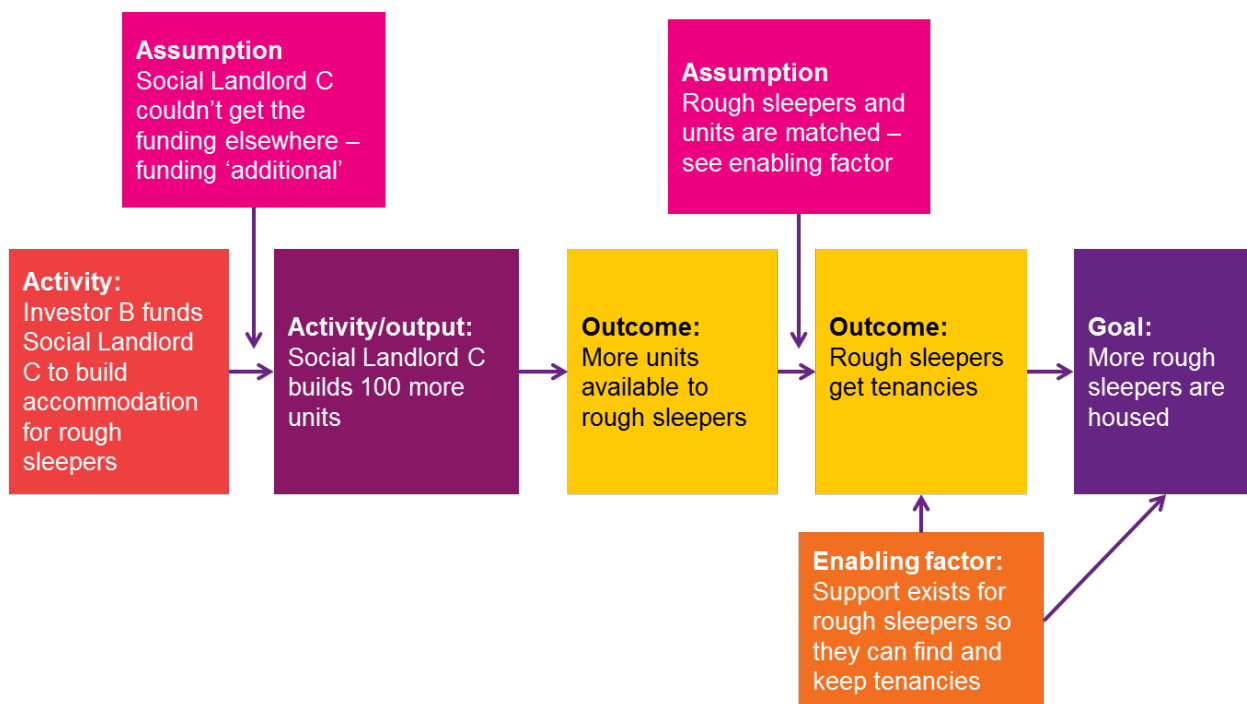 Assumption
Social Landlord C
couldn’t get the
funding elsewhere –
funding ‘additional’
Assumption
Rough sleepers and
units are matched –
see enabling factor
Activity:
Investor B funds
Social Landlord
C to build
accommodation
for rough
sleepers
Activity/output:
Social Landlord C
builds 100 more
units
Outcome:
More units
available to
rough sleepers
Outcome:
Rough sleepers
get tenancies
Goal:
More rough
sleepers are
housed
Enabling factor:
Support exists for
rough sleepers so
they can find and
keep tenancies